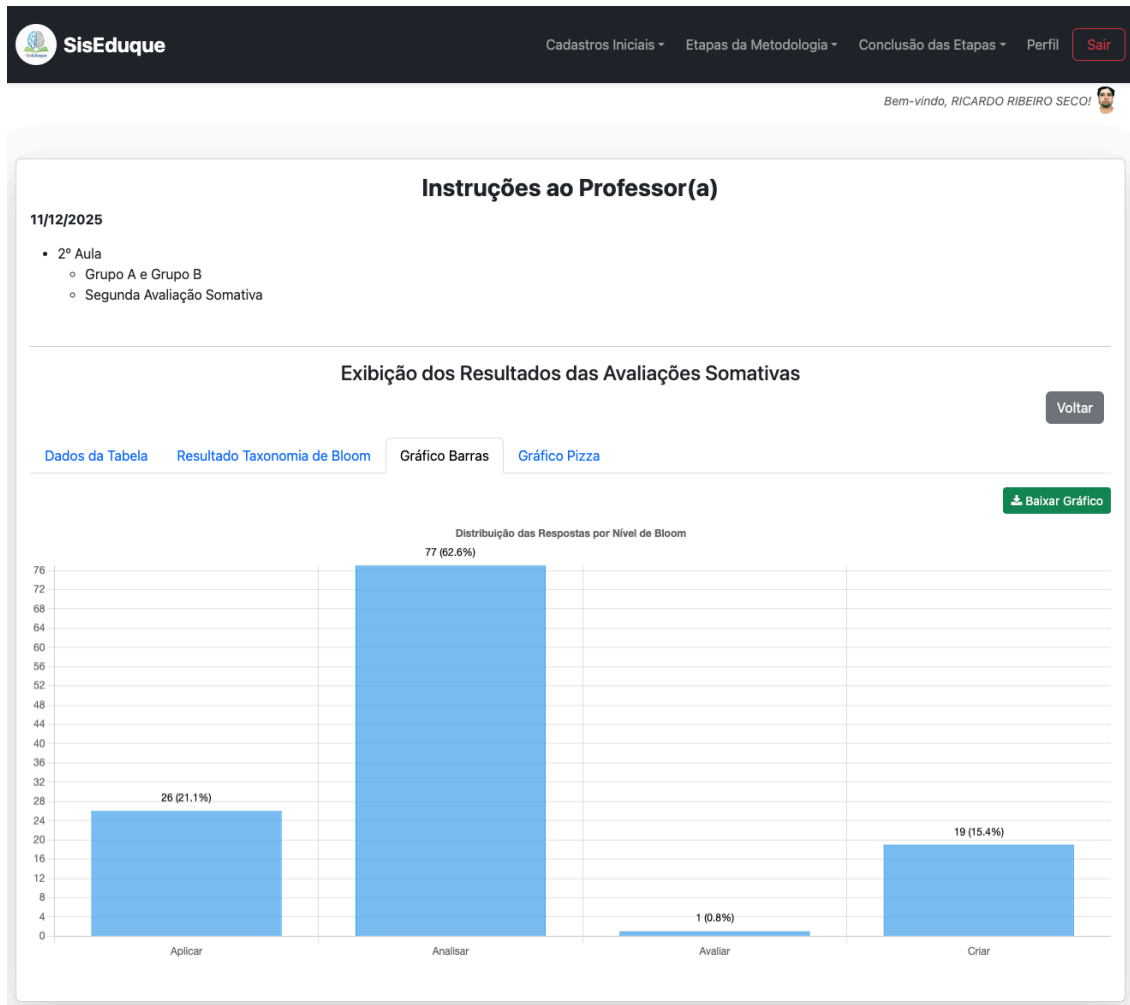 SisEduque
Cadastros Iniciais
Etapas da Metodologia
Conclusão das Etapas
Perfil
Sair
Bem-vindo, RICARDO RIBEIRO SECO!
Instruções ao Professor(a)
11/12/2025
2º Aula
Grupo A e Grupo B
Segunda Avaliação Somativa
Exibição dos Resultados das Avaliações Somativas
Voltar
Dados da Tabela
Resultado Taxonomia de Bloom
Gráfico Barras
Gráfico Pizza
Baixar Gráfico
Distribuição das Respostas por Nível de Bloom
77 (62.6%)
76
72
68
64
60
56
52
48
44
40
36
32
28
24
20
16
12
8
4
0
26 (21.1%)
19 (15.4%)
1 (0.8%)
Aplicar
Analisar
Avaliar
Criar